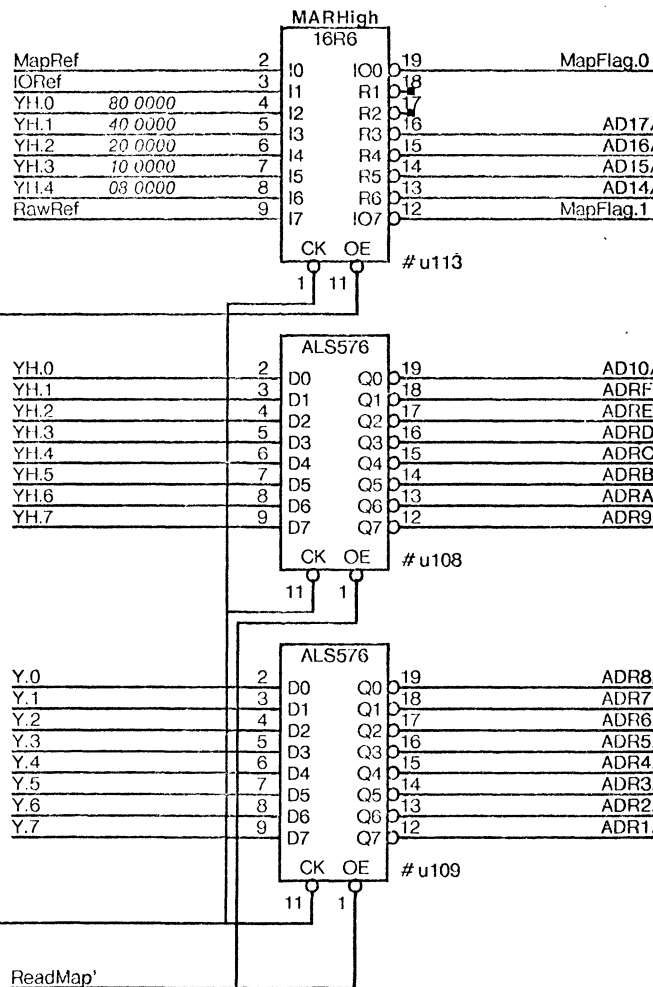 MARHigh
16R6
MapRef 2 I0 IO0 19 MapFlag.0
IORef 3 I1 R1 18
YH.0 80 0000 4 I2 R2 17
YH.1 40 0000 5 I3 R3 16 AD17
YH.2 20 0000 6 I4 R4 15 AD16
YH.3 10 0000 7 I5 R5 14 AD15
YH.4 08 0000 8 I6 R6 13 AD14
RawRef 9 I7 IO7 12 MapFlag.1
CK OE
# u113
1 11
ALS576
YH.0 2 D0 Q0 19 AD10
YH.1 3 D1 Q1 18 ADRF
YH.2 4 D2 Q2 17 ADRE
YH.3 5 D3 Q3 16 ADRD
YH.4 6 D4 Q4 15 ADRC
YH.5 7 D5 Q5 14 ADRB
YH.6 8 D6 Q6 13 ADRA
YH.7 9 D7 Q7 12 ADR9
CK OE
# u108
11 1
ALS576
Y.0 2 D0 Q0 19 ADR8
Y.1 3 D1 Q1 18 ADR7
Y.2 4 D2 Q2 17 ADR6
Y.3 5 D3 Q3 16 ADR5
Y.4 6 D4 Q4 15 ADR4
Y.5 7 D5 Q5 14 ADR3
Y.6 8 D6 Q6 13 ADR2
Y.7 9 D7 Q7 12 ADR1
CK OE
# u109
11 1
ReadMap'